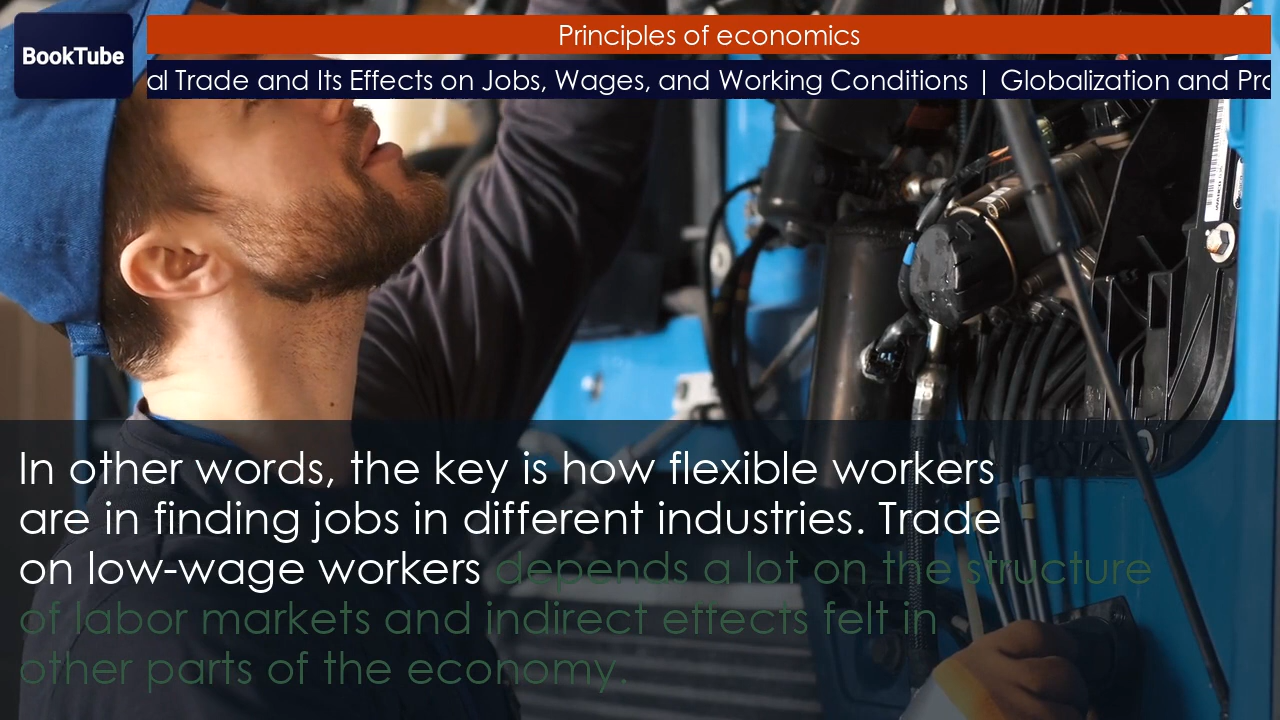 BookTube
Principles of economics
al Trade and Its Effects on Jobs, Wages, and Working Conditions | Globalization and Pro
In other words, the key is how flexible workers
are in finding jobs in different industries. Trade
on low-wage workers depends a lot on the structure
of labor markets and indirect effects felt in
other parts of the economy.